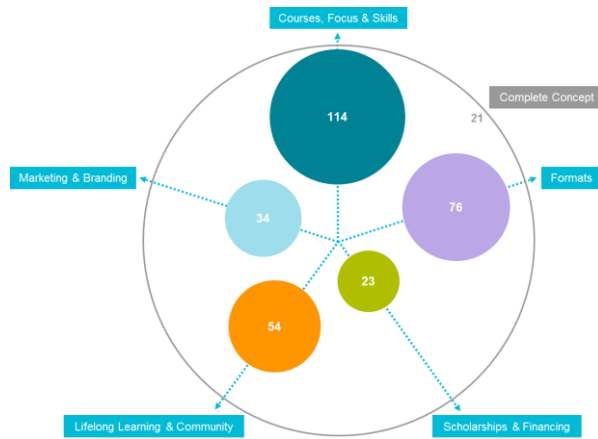 Courses, Focus & Skills
Complete Concept
114
21
Marketing & Branding
Formats
34
76
23
54
Lifelong Learning & Community
Scholarships & Financing